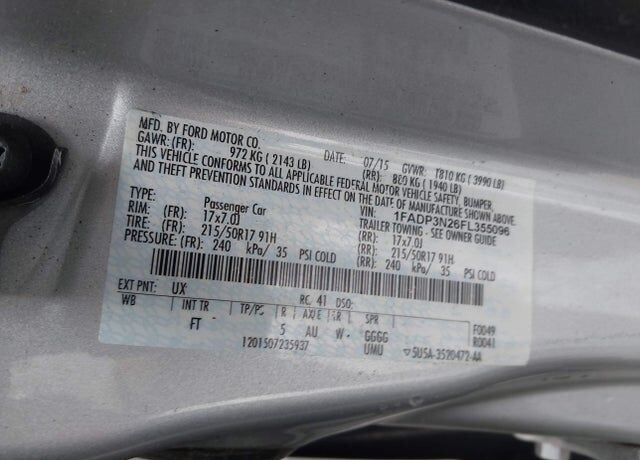 MFD. BY FORD MOTOR CO.
DATE: 07/15 GVWR: 1810 KG ( 3990 LB)
GAWR: (FR): 972 KG ( 2143 LB) (RR): 880 KG ( 1940 LB)
THIS VEHICLE CONFORMS TO ALL APPLICABLE FEDERAL MOTOR VEHICLE SAFETY, BUMPER,
AND THEFT PREVENTION STANDARDS IN EFFECT ON THE DATE OF MANUFACTURE SHOWN ABOVE.
VIN: 1FADP3N26FL355096
TYPE: Passenger Car TRAILER TOWING - SEE OWNER GUIDE
RIM: (FR): 17x7.0J (RR): 17x7.0J
TIRE: (FR): 215/50R17 91H (RR): 215/50R17 91H
PRESSURE: (FR): 240 kPa/ 35 PSI COLD (RR): 240 kPa/ 35 PSI COLD
EXT PNT: UX RC: 41 DSO:
WB INT TR TP/PS R AXLE TR SPR F0049
FT 5 AU W GGGG R0041
1201507235937 UMU 5U5A-3520472-AA